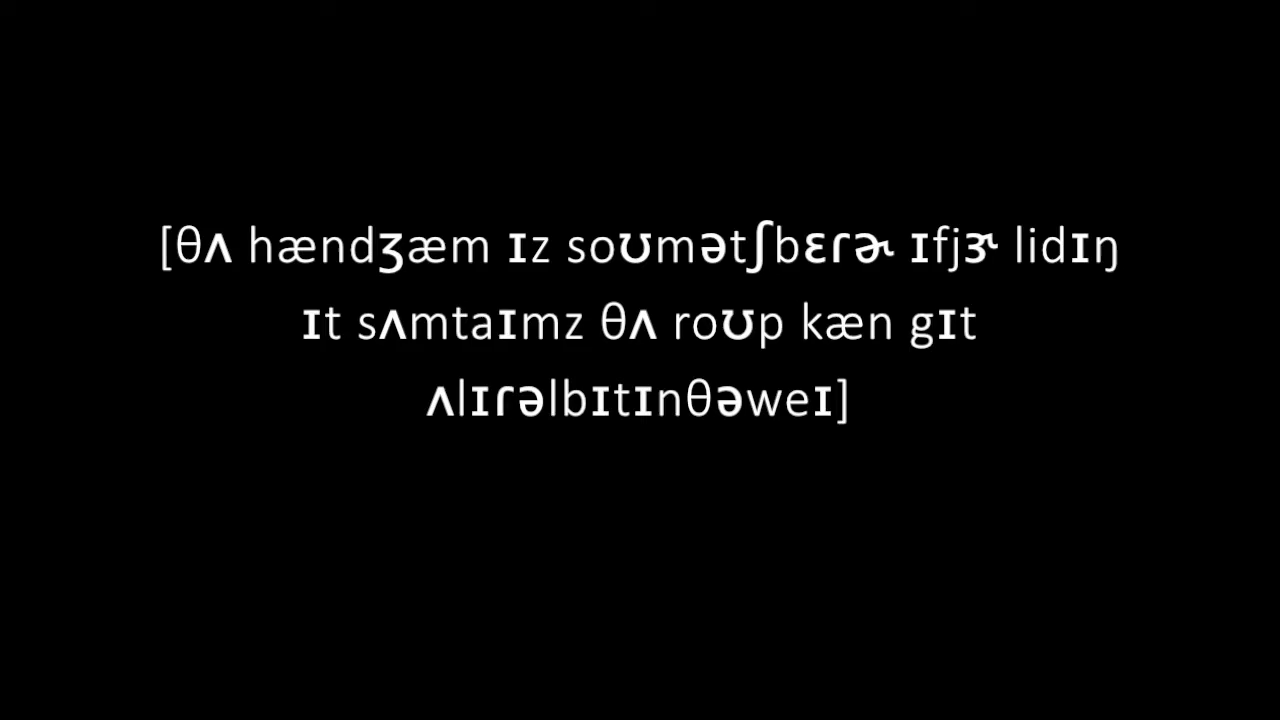 [θʌ hændʒæm ɪz soʊmətʃbɛɾɚ ɪfjɝ lidɪŋ
ɪt sʌmtaɪmz θʌ roʊp kæn gɪt
ʌlɪɾəlbɪtɪnθəweɪ]